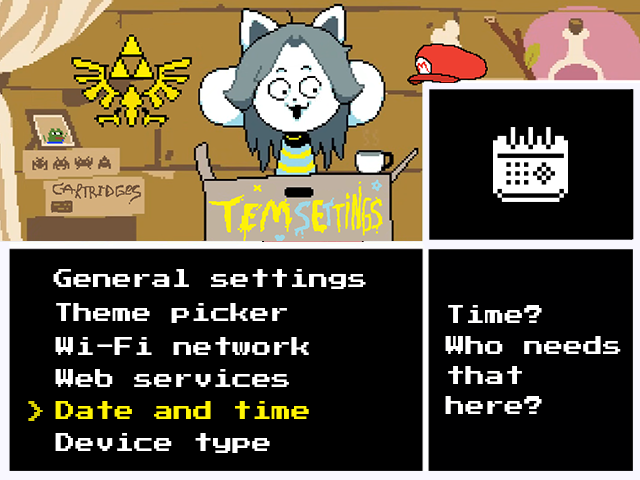 M
CARTRIDGES
TEMSETTINGS
General settings
Theme picker
Wi-Fi network
Web services
> Date and time
Device type
Time?
Who needs
that
here?